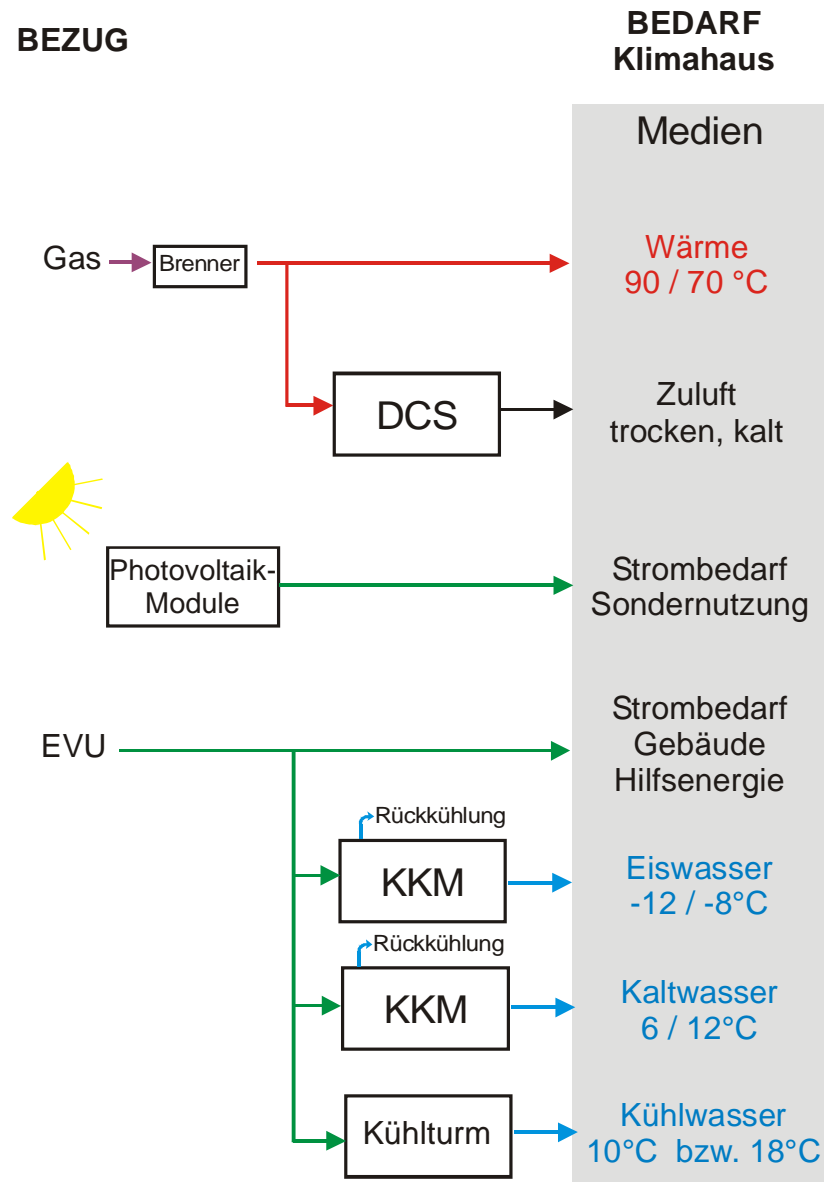 BEZUG
BEDARF
Klimahaus
Medien
Gas
Brenner
Wärme
90 / 70 °C
DCS
Zuluft
trocken, kalt
Photovoltaik-
Module
Strombedarf
Sondernutzung
EVU
Strombedarf
Gebäude
Hilfsenergie
Rückkühlung
KKM
Eiswasser
-12 / -8°C
Rückkühlung
KKM
Kaltwasser
6 / 12°C
Kühlturm
Kühlwasser
10°C bzw. 18°C